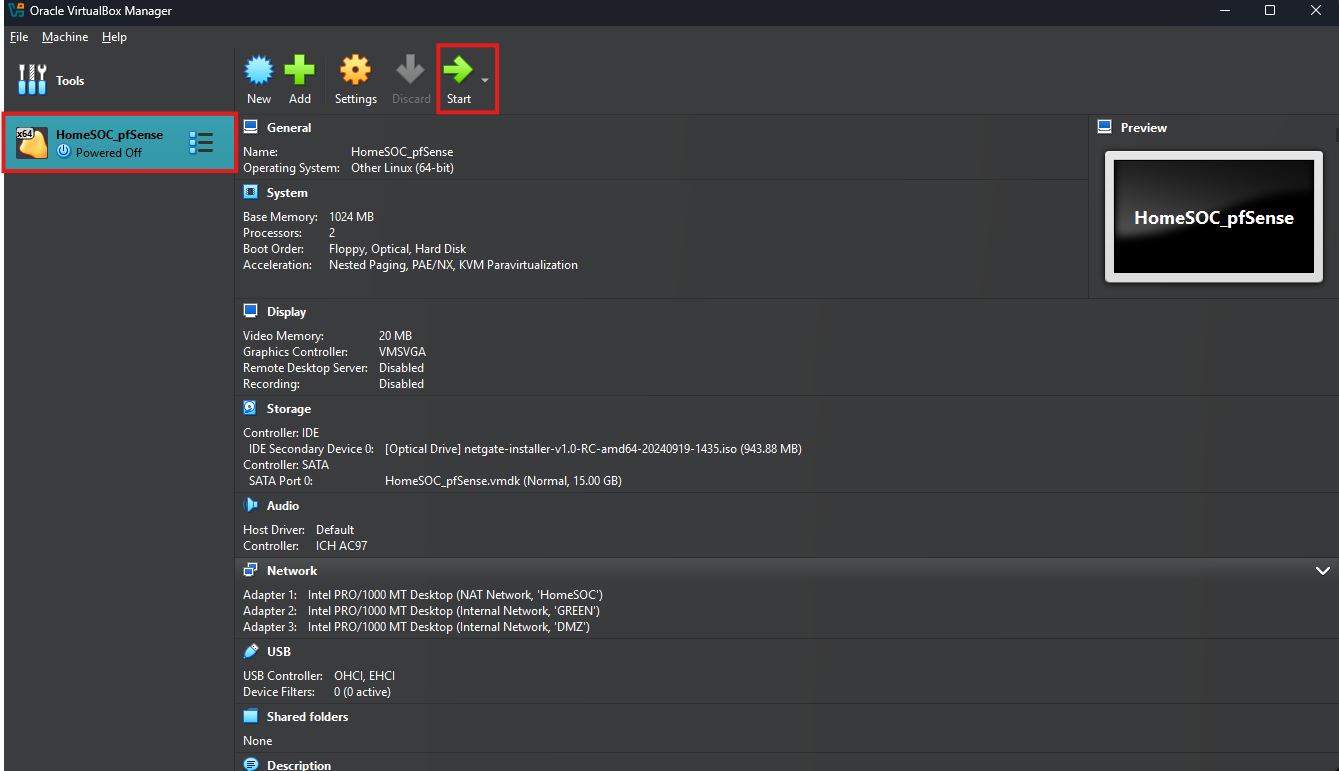 Oracle VirtualBox Manager
File Machine Help
Tools
New Add Settings Discard Start
x64
HomeSOC_pfSense
Powered Off
General
Name: HomeSOC_pfSense
Operating System: Other Linux (64-bit)
System
Base Memory: 1024 MB
Processors: 2
Boot Order: Floppy, Optical, Hard Disk
Acceleration: Nested Paging, PAE/NX, KVM Paravirtualization
Preview
HomeSOC_pfSense
Display
Video Memory: 20 MB
Graphics Controller: VMSVGA
Remote Desktop Server: Disabled
Recording: Disabled
Storage
Controller: IDE
IDE Secondary Device 0: [Optical Drive] netgate-installer-v1.0-RC-amd64-20240919-1435.iso (943.88 MB)
Controller: SATA
SATA Port 0: HomeSOC_pfSense.vmdk (Normal, 15.00 GB)
Audio
Host Driver: Default
Controller: ICH AC97
Network
Adapter 1: Intel PRO/1000 MT Desktop (NAT Network, 'HomeSOC')
Adapter 2: Intel PRO/1000 MT Desktop (Internal Network, 'GREEN')
Adapter 3: Intel PRO/1000 MT Desktop (Internal Network, 'DMZ')
USB
USB Controller: OHCI, EHCI
Device Filters: 0 (0 active)
Shared folders
None
Description